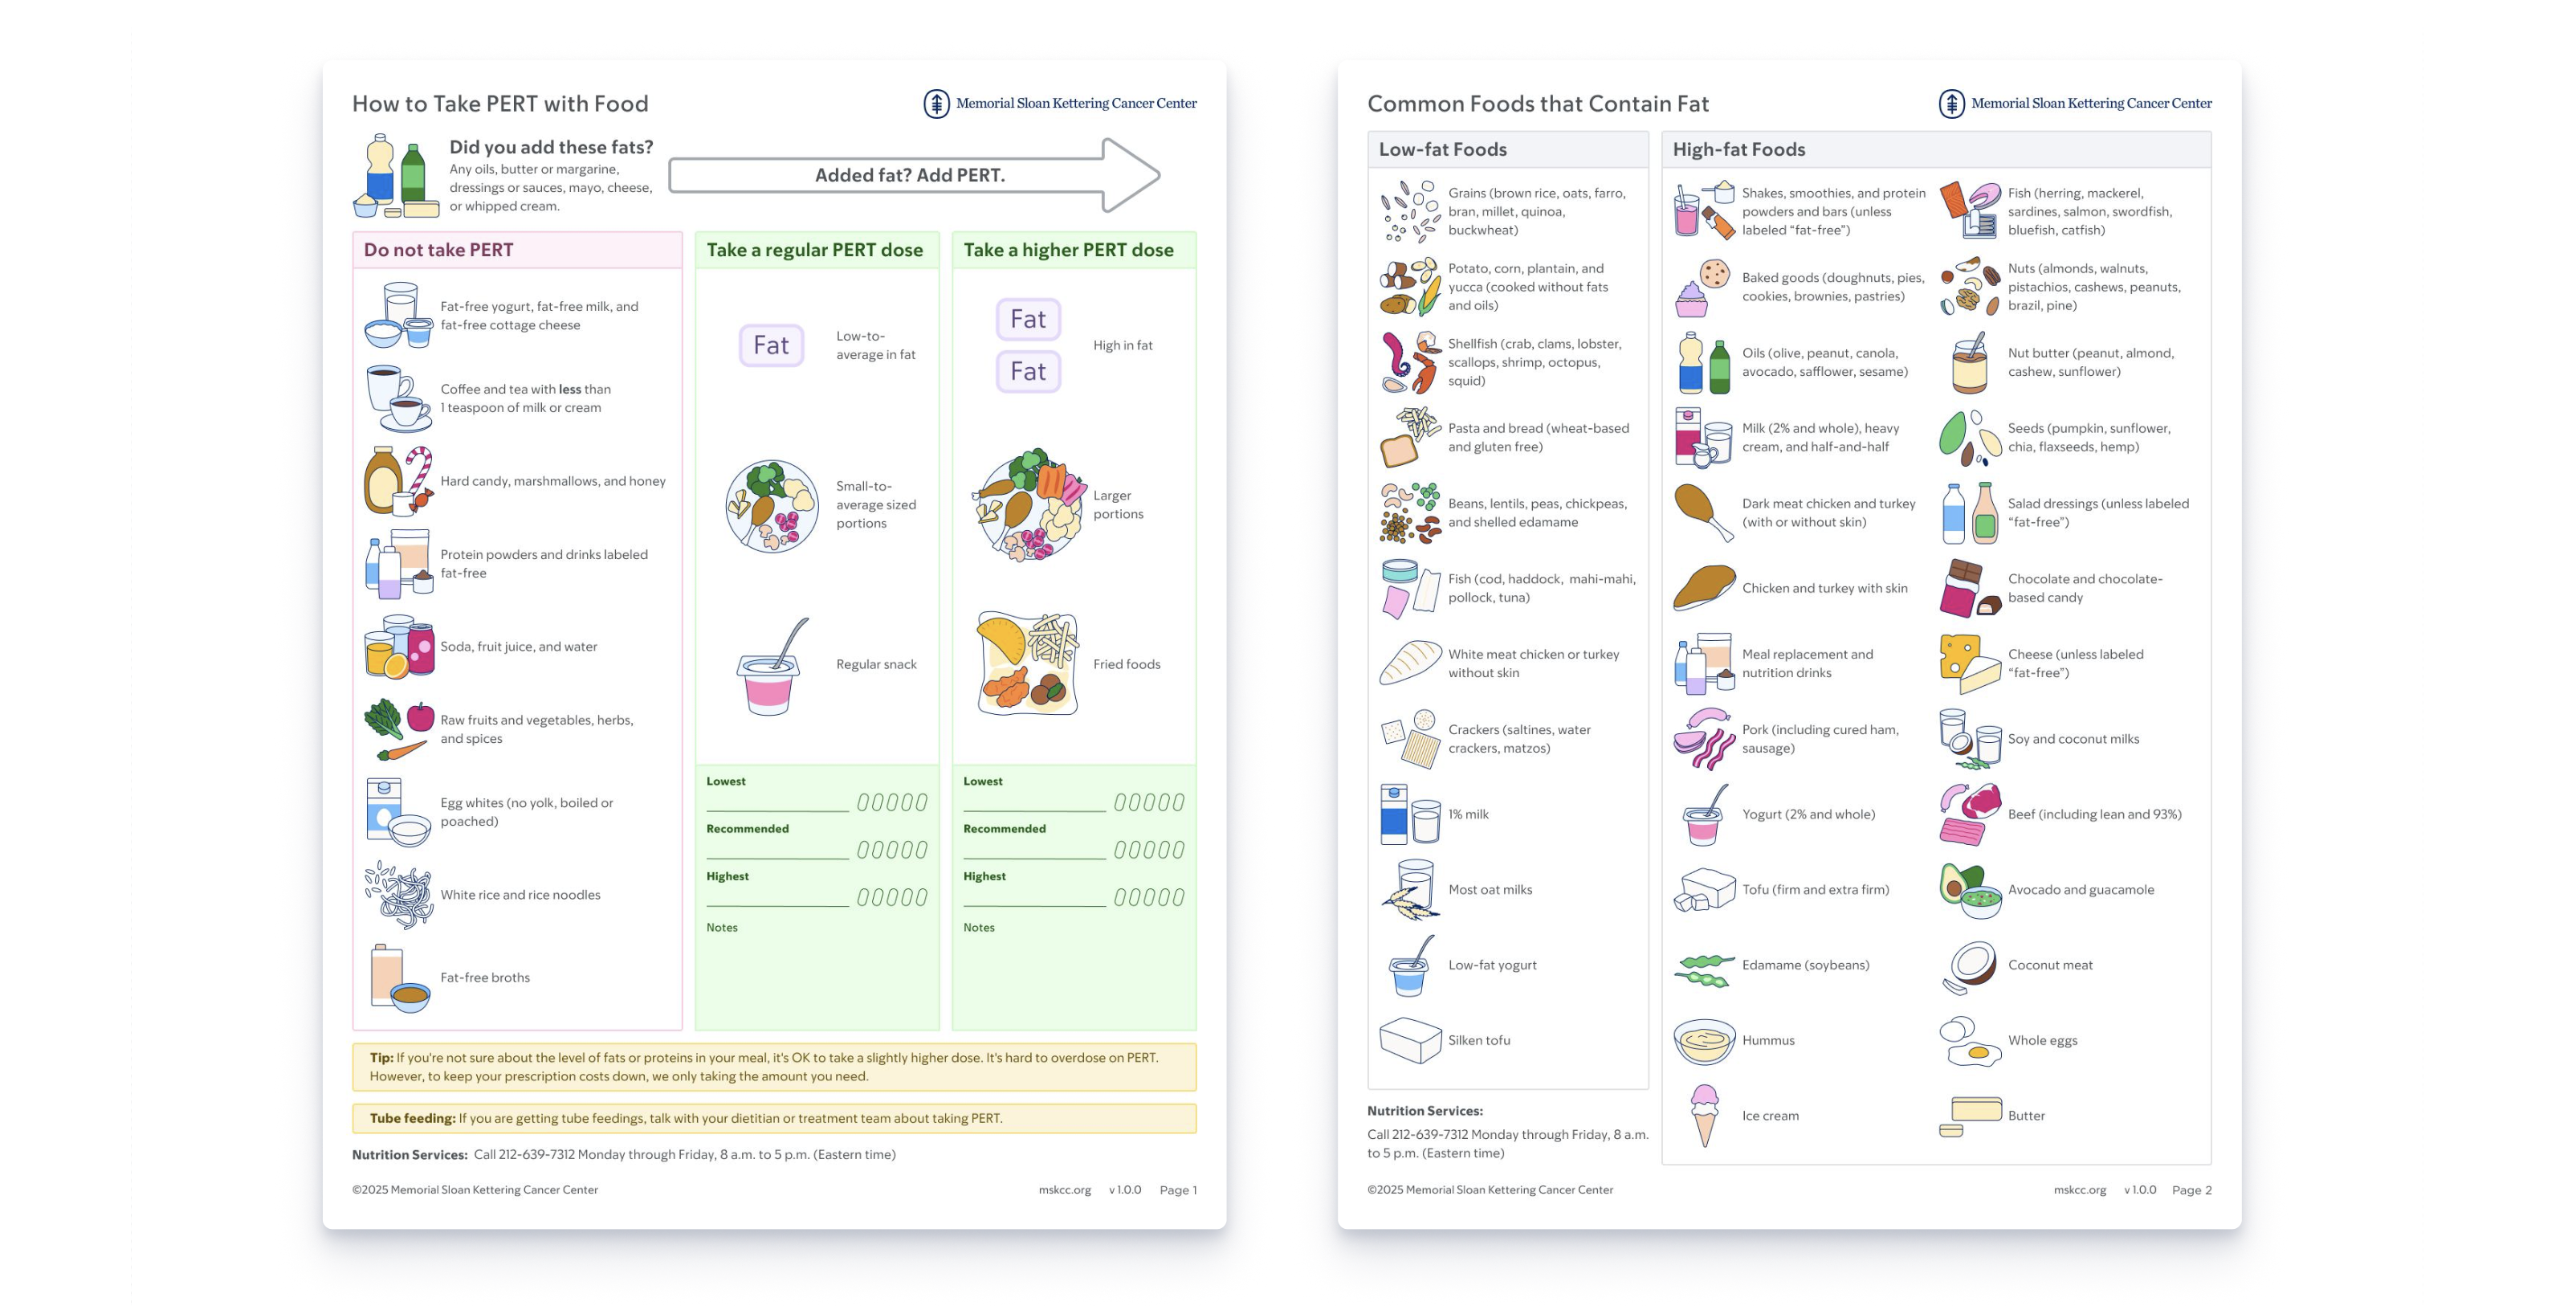 How to Take PERT with Food
Memorial Sloan Kettering Cancer Center
Did you add these fats?
Any oils, butter or margarine,
dressings or sauces, mayo, cheese,
or whipped cream.
Added fat? Add PERT.
Do not take PERT
Fat-free yogurt, fat-free milk, and
fat-free cottage cheese
Coffee and tea with less than
1 teaspoon of milk or cream
Hard candy, marshmallows, and honey
Protein powders and drinks labeled
fat-free
Soda, fruit juice, and water
Raw fruits and vegetables, herbs,
and spices
Egg whites (no yolk, boiled or
poached)
White rice and rice noodles
Fat-free broths
Take a regular PERT dose
Fat
Low-to-
average in fat
Small-to-
average sized
portions
Regular snack
Lowest
Recommended
Highest
Notes
Take a higher PERT dose
Fat
Fat
High in fat
Larger
portions
Fried foods
Lowest
Recommended
Highest
Notes
Tip: If you're not sure about the level of fats or proteins in your meal, it's OK to take a slightly higher dose. It's hard to overdose on PERT.
However, to keep your prescription costs down, we only taking the amount you need.
Tube feeding: If you are getting tube feedings, talk with your dietitian or treatment team about taking PERT.
Nutrition Services: Call 212-639-7312 Monday through Friday, 8 a.m. to 5 p.m. (Eastern time)
©2025 Memorial Sloan Kettering Cancer Center
mskcc.org v 1.0.0 Page 1
Common Foods that Contain Fat
Memorial Sloan Kettering Cancer Center
Low-fat Foods
Grains (brown rice, oats, farro,
bran, millet, quinoa,
buckwheat)
Potato, corn, plantain, and
yucca (cooked without fats
and oils)
Shellfish (crab, clams, lobster,
scallops, shrimp, octopus,
squid)
Pasta and bread (wheat-based
and gluten free)
Beans, lentils, peas, chickpeas,
and shelled edamame
Fish (cod, haddock, mahi-mahi,
pollock, tuna)
White meat chicken or turkey
without skin
Crackers (saltines, water
crackers, matzos)
1% milk
Most oat milks
Low-fat yogurt
Silken tofu
Nutrition Services:
Call 212-639-7312 Monday through Friday, 8 a.m.
to 5 p.m. (Eastern time)
High-fat Foods
Shakes, smoothies, and protein
powders and bars (unless
labeled “fat-free”)
Baked goods (doughnuts, pies,
cookies, brownies, pastries)
Oils (olive, peanut, canola,
avocado, safflower, sesame)
Milk (2% and whole), heavy
cream, and half-and-half
Dark meat chicken and turkey
(with or without skin)
Chicken and turkey with skin
Meal replacement and
nutrition drinks
Pork (including cured ham,
sausage)
Yogurt (2% and whole)
Tofu (firm and extra firm)
Edamame (soybeans)
Hummus
Ice cream
Fish (herring, mackerel,
sardines, salmon, swordfish,
bluefish, catfish)
Nuts (almonds, walnuts,
pistachios, cashews, peanuts,
brazil, pine)
Nut butter (peanut, almond,
cashew, sunflower)
Seeds (pumpkin, sunflower,
chia, flaxseeds, hemp)
Salad dressings (unless labeled
“fat-free”)
Chocolate and chocolate-
based candy
Cheese (unless labeled
“fat-free”)
Soy and coconut milks
Beef (including lean and 93%)
Avocado and guacamole
Coconut meat
Whole eggs
Butter
©2025 Memorial Sloan Kettering Cancer Center
mskcc.org v 1.0.0 Page 2